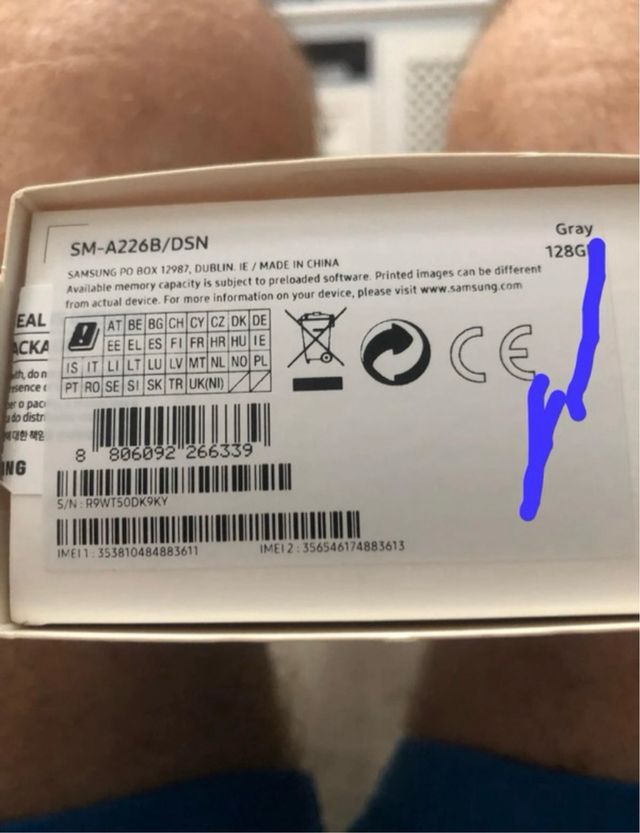 Gray
SM-A226B/DSN
128G
SAMSUNG PO BOX 12987, DUBLIN. IE / MADE IN CHINA
Available memory capacity is subject to preloaded software. Printed images can be different
from actual device. For more information on your device, please visit www.samsung.com
EAL
ACKA
NG
AT BE BG CH CY CZ DK DE
EE EL ES FI FR HR HU IE
IS IT LI LT LU LV MT NL NO PL
PT RO SE SI SK TR UK(NI)
CE
8 806092 266339
S/N : R9WT50DK9KY
IMEI 1 : 353810484883611 IMEI 2 : 356546174883613